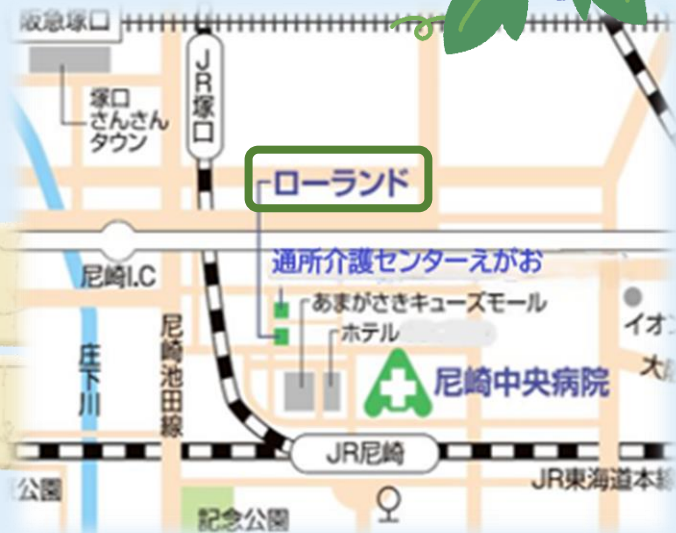 阪急塚口
JR塚口
塚口
さんさん
タウン
ローランド
通所介護センターえがお
尼崎I.C
あまがさきキューズモール
ホテル
イオ
尼崎池田線
庄下川
尼崎中央病院
JR尼崎
JR東海道本線
公園
記念公園